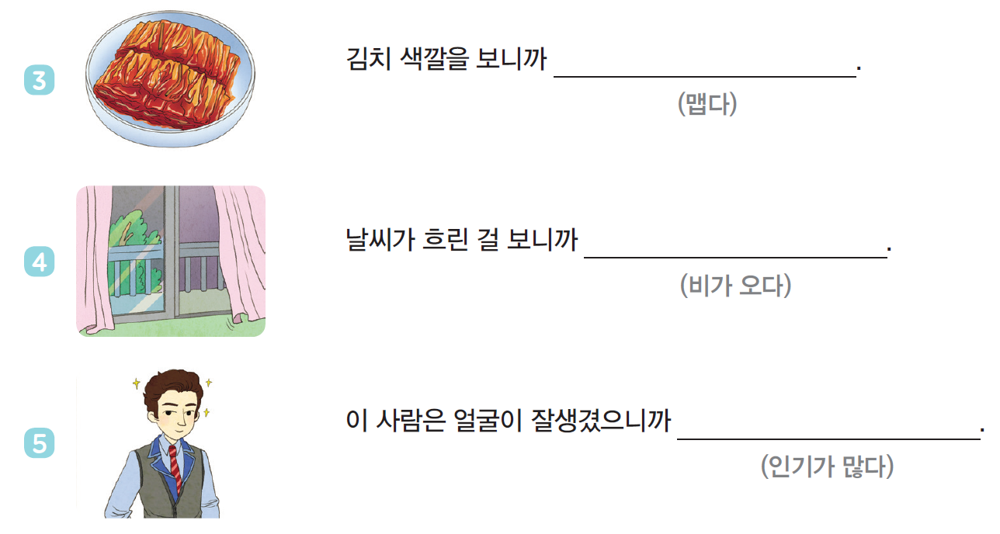 3 김치 색깔을 보니까 .
(맵다)
4 날씨가 흐린 걸 보니까 .
(비가 오다)
5 이 사람은 얼굴이 잘생겼으니까 .
(인기가 많다)